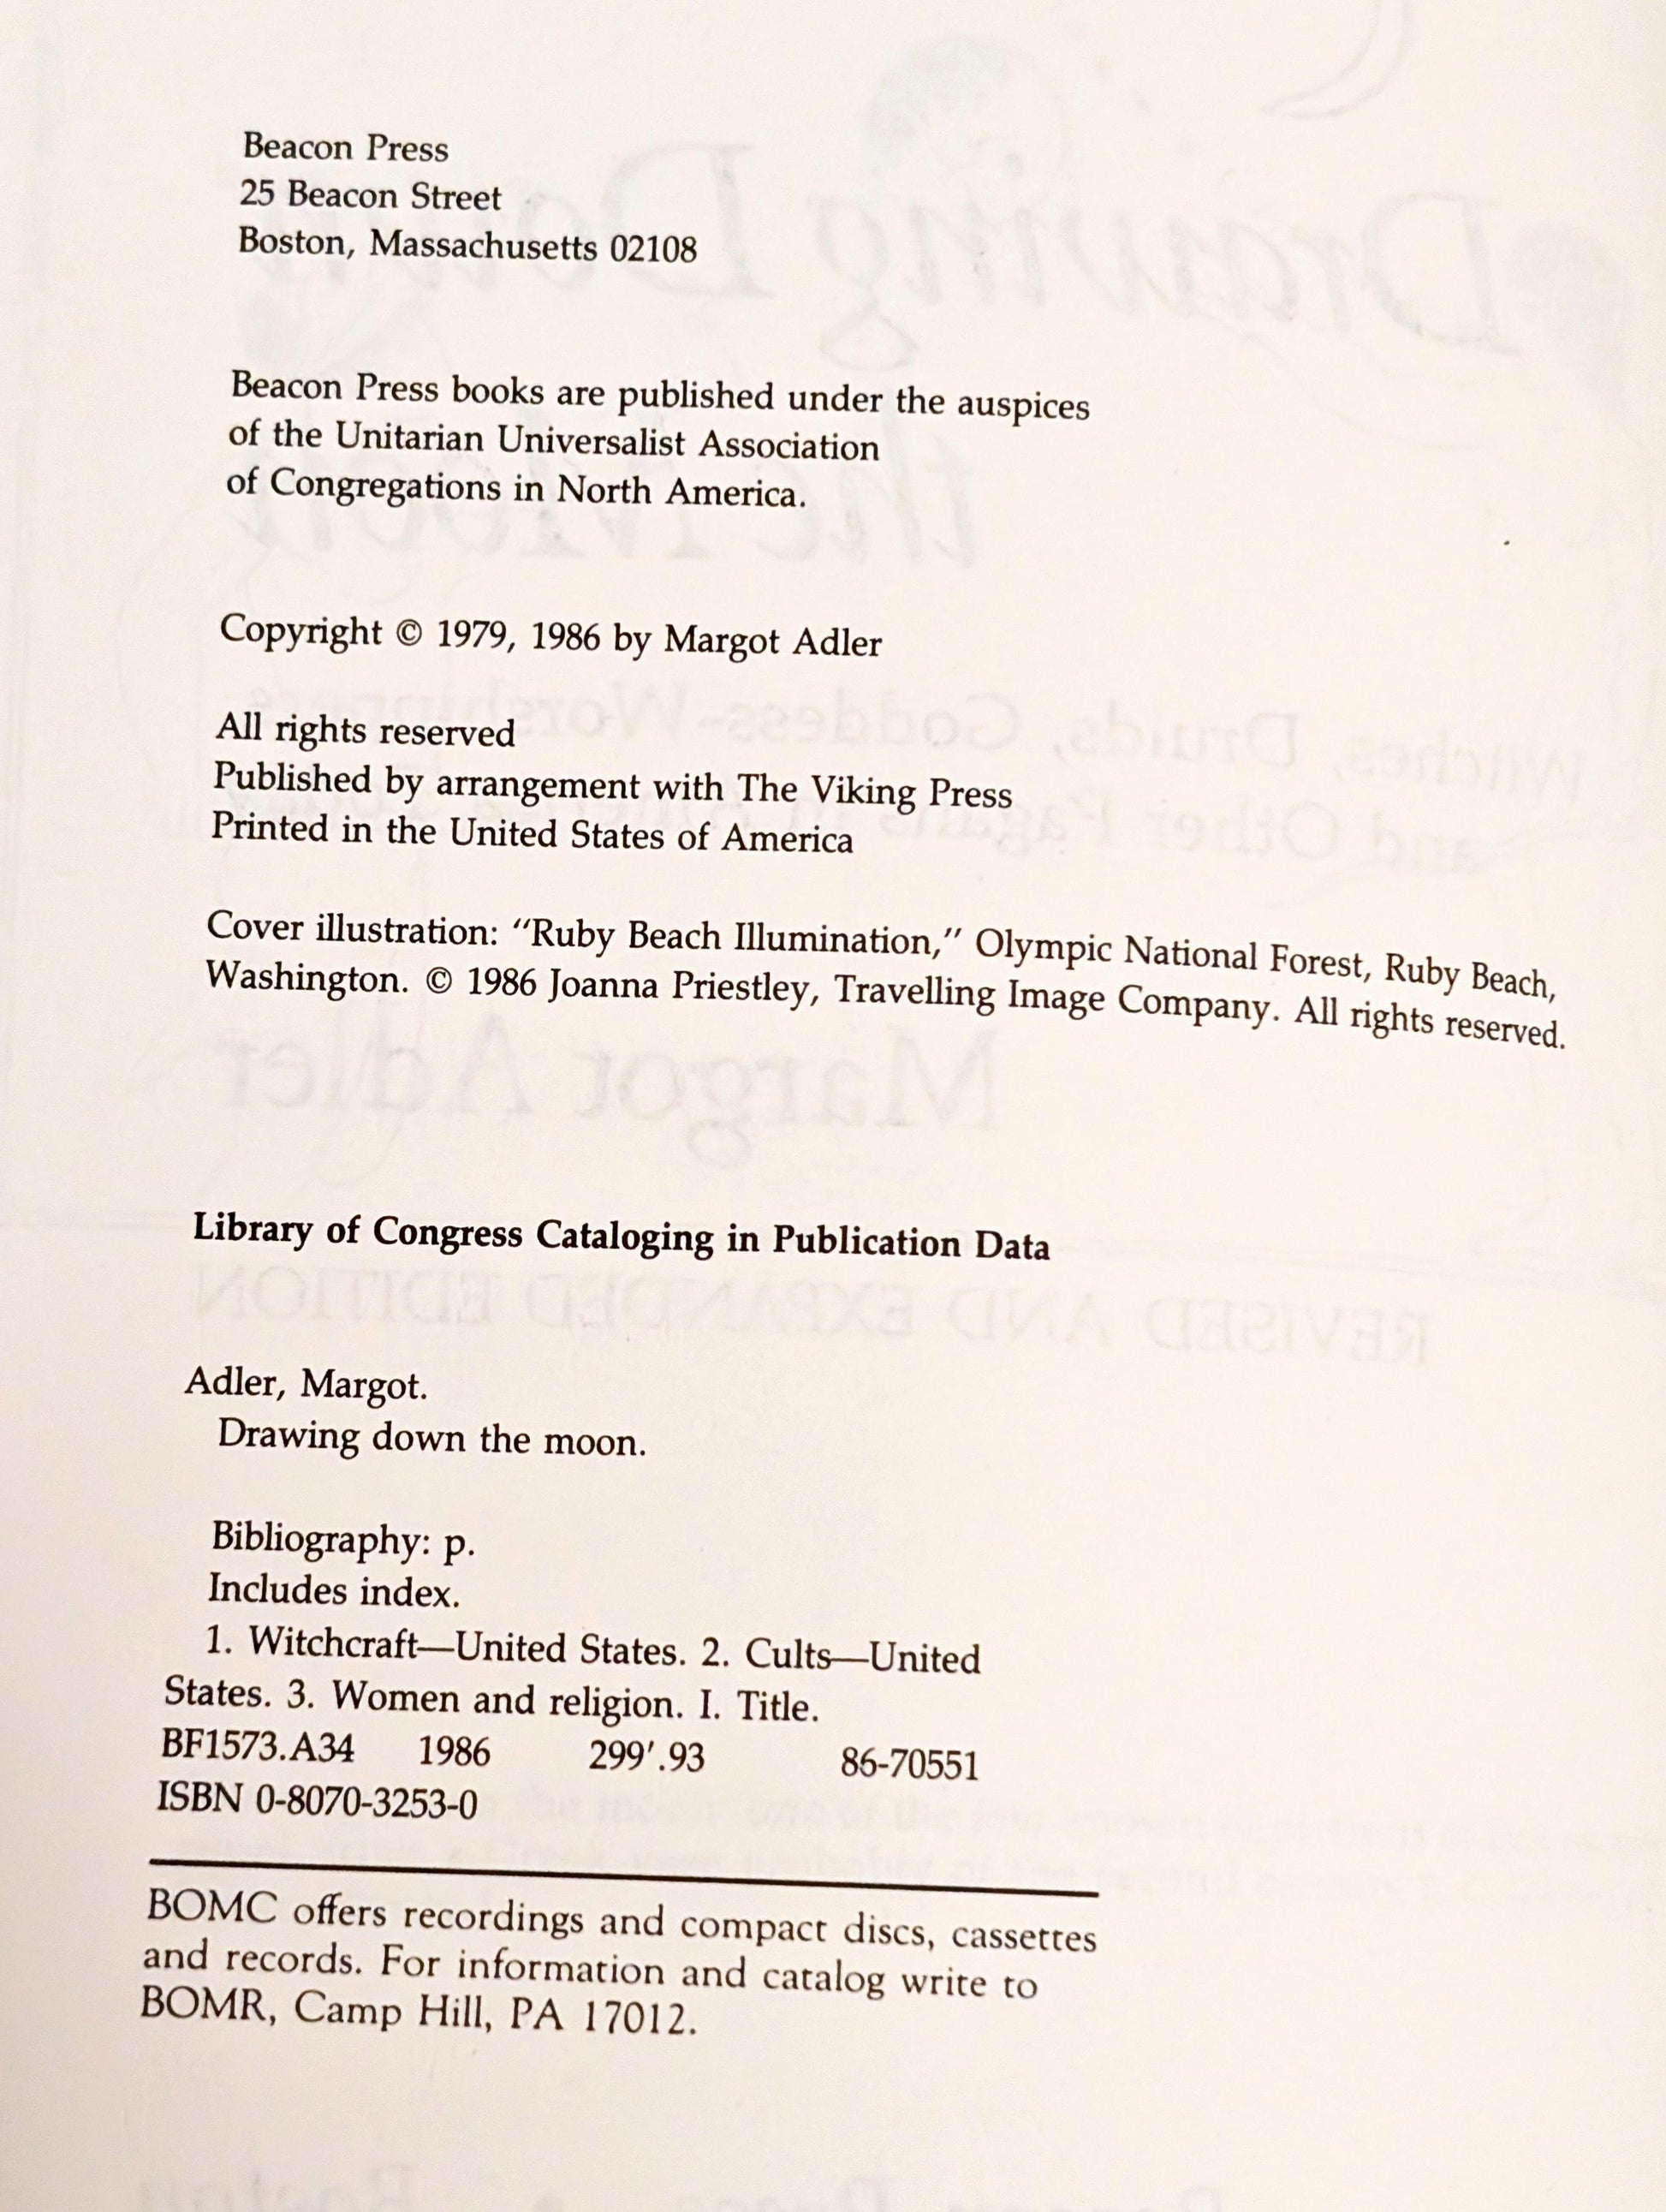 Beacon Press
25 Beacon Street
Boston, Massachusetts 02108
Beacon Press books are published under the auspices
of the Unitarian Universalist Association
of Congregations in North America.
Copyright © 1979, 1986 by Margot Adler
All rights reserved
Published by arrangement with The Viking Press
Printed in the United States of America
Cover illustration: “Ruby Beach Illumination,” Olympic National Forest, Ruby Beach,
Washington. © 1986 Joanna Priestley, Travelling Image Company. All rights reserved.
Library of Congress Cataloging in Publication Data
Adler, Margot.
Drawing down the moon.
Bibliography: p.
Includes index.
1. Witchcraft—United States. 2. Cults—United
States. 3. Women and religion. I. Title.
BF1573.A34 1986 299′.93 86-70551
ISBN 0-8070-3253-0
BOMC offers recordings and compact discs, cassettes
and records. For information and catalog write to
BOMR, Camp Hill, PA 17012.